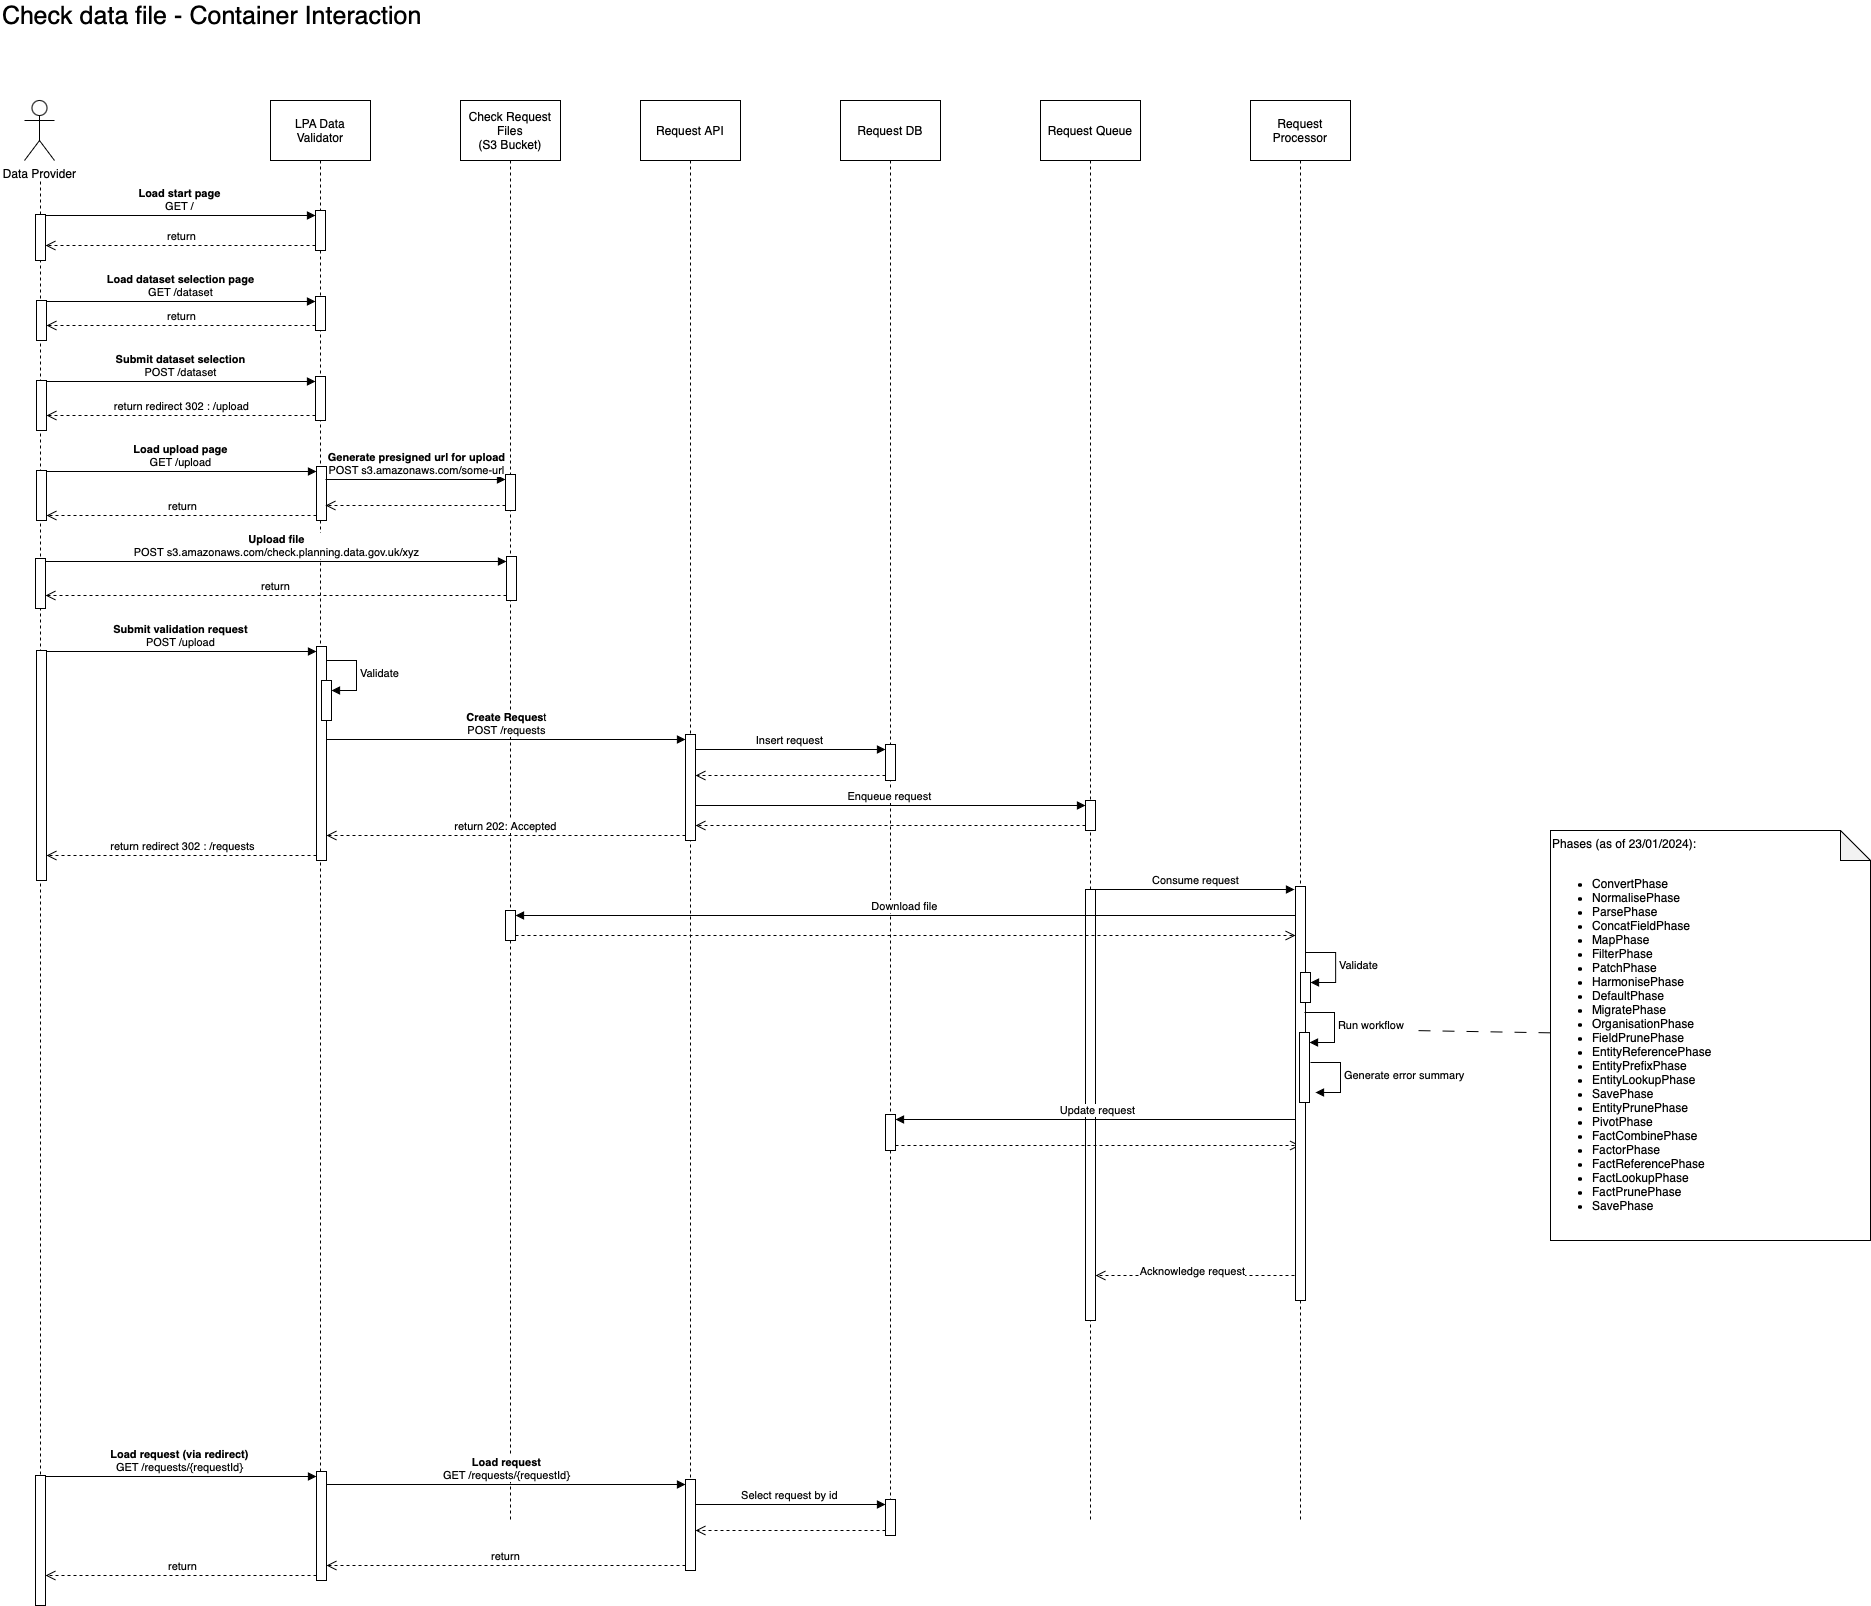 Check data file - Container Interaction
Data Provider
LPA Data
Validator
Check Request
Files
(S3 Bucket)
Request API
Request DB
Request Queue
Request
Processor
Load start page
GET /
return
Load dataset selection page
GET /dataset
return
Submit dataset selection
POST /dataset
return redirect 302 : /upload
Load upload page
GET /upload
Generate presigned url for upload
POST s3.amazonaws.com/some-url
return
Upload file
POST s3.amazonaws.com/check.planning.data.gov.uk/xyz
return
Submit validation request
POST /upload
Validate
Create Request
POST /requests
Insert request
Enqueue request
return 202: Accepted
return redirect 302 : /requests
Consume request
Download file
Validate
Run workflow
Generate error summary
Update request
Acknowledge request
Phases (as of 23/01/2024):
ConvertPhase
NormalisePhase
ParsePhase
ConcatFieldPhase
MapPhase
FilterPhase
PatchPhase
HarmonisePhase
DefaultPhase
MigratePhase
OrganisationPhase
FieldPrunePhase
EntityReferencePhase
EntityPrefixPhase
EntityLookupPhase
SavePhase
EntityPrunePhase
PivotPhase
FactCombinePhase
FactorPhase
FactReferencePhase
FactLookupPhase
FactPrunePhase
SavePhase
Load request (via redirect)
GET /requests/{requestId}
Load request
GET /requests/{requestId}
Select request by id
return
return